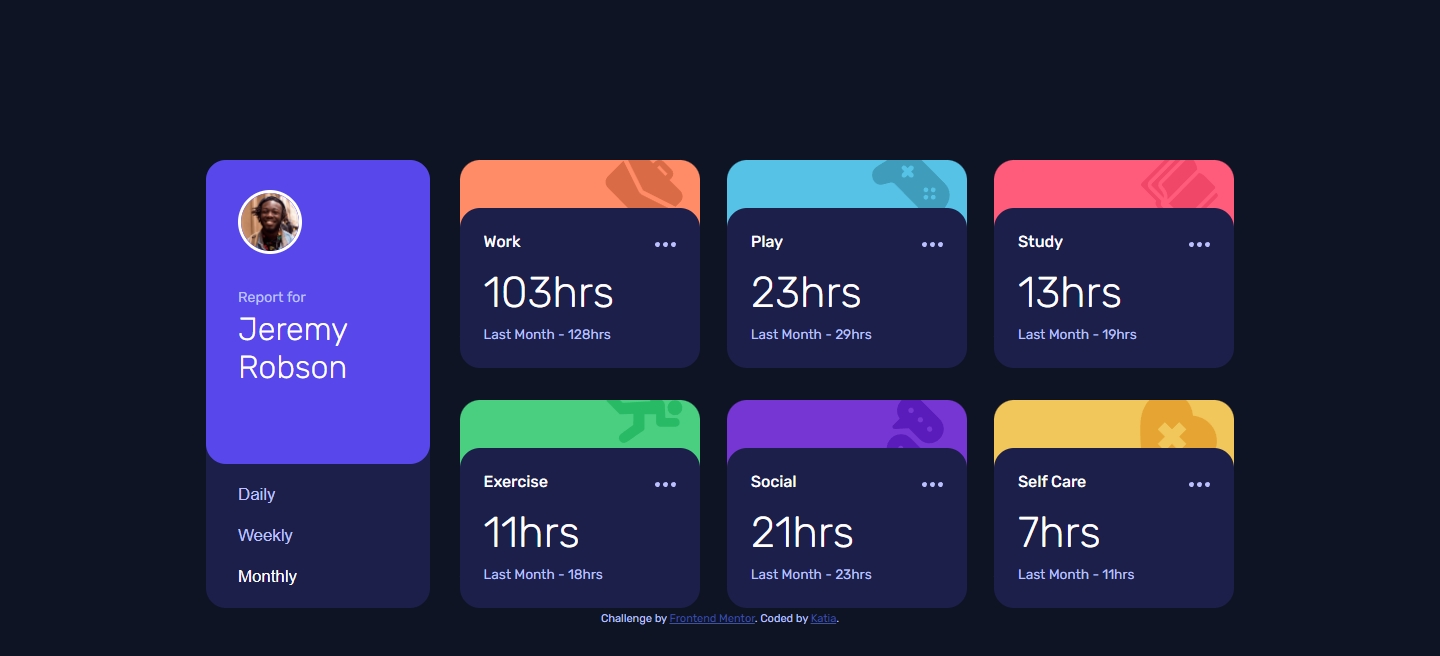 Report for
Jeremy
Robson
Daily
Weekly
Monthly
Work
103hrs
Last Month - 128hrs
Play
23hrs
Last Month - 29hrs
Study
13hrs
Last Month - 19hrs
Exercise
11hrs
Last Month - 18hrs
Social
21hrs
Last Month - 23hrs
Self Care
7hrs
Last Month - 11hrs
Challenge by Frontend Mentor. Coded by Katia.